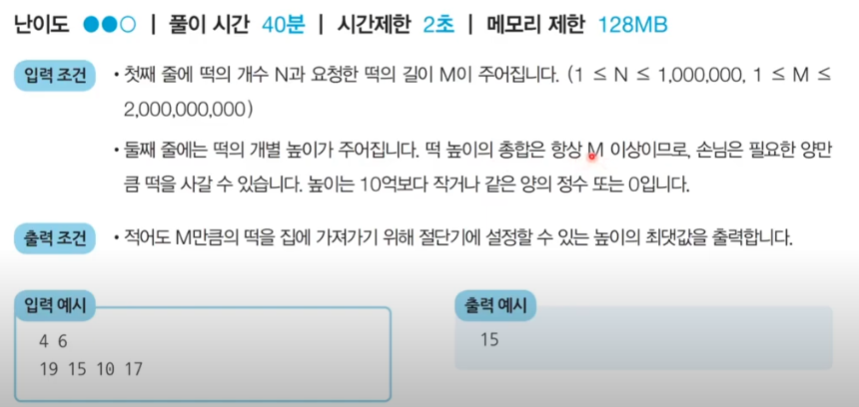 난이도 ●●○ | 풀이 시간 40분 | 시간제한 2초 | 메모리 제한 128MB
입력 조건 • 첫째 줄에 떡의 개수 N과 요청한 떡의 길이 M이 주어집니다. (1 ≤ N ≤ 1,000,000, 1 ≤ M ≤
2,000,000,000)
• 둘째 줄에는 떡의 개별 높이가 주어집니다. 떡 높이의 총합은 항상 M 이상이므로, 손님은 필요한 양만
큼 떡을 사갈 수 있습니다. 높이는 10억보다 작거나 같은 양의 정수 또는 0입니다.
출력 조건 • 적어도 M만큼의 떡을 집에 가져가기 위해 절단기에 설정할 수 있는 높이의 최댓값을 출력합니다.
입력 예시
4 6
19 15 10 17
출력 예시
15